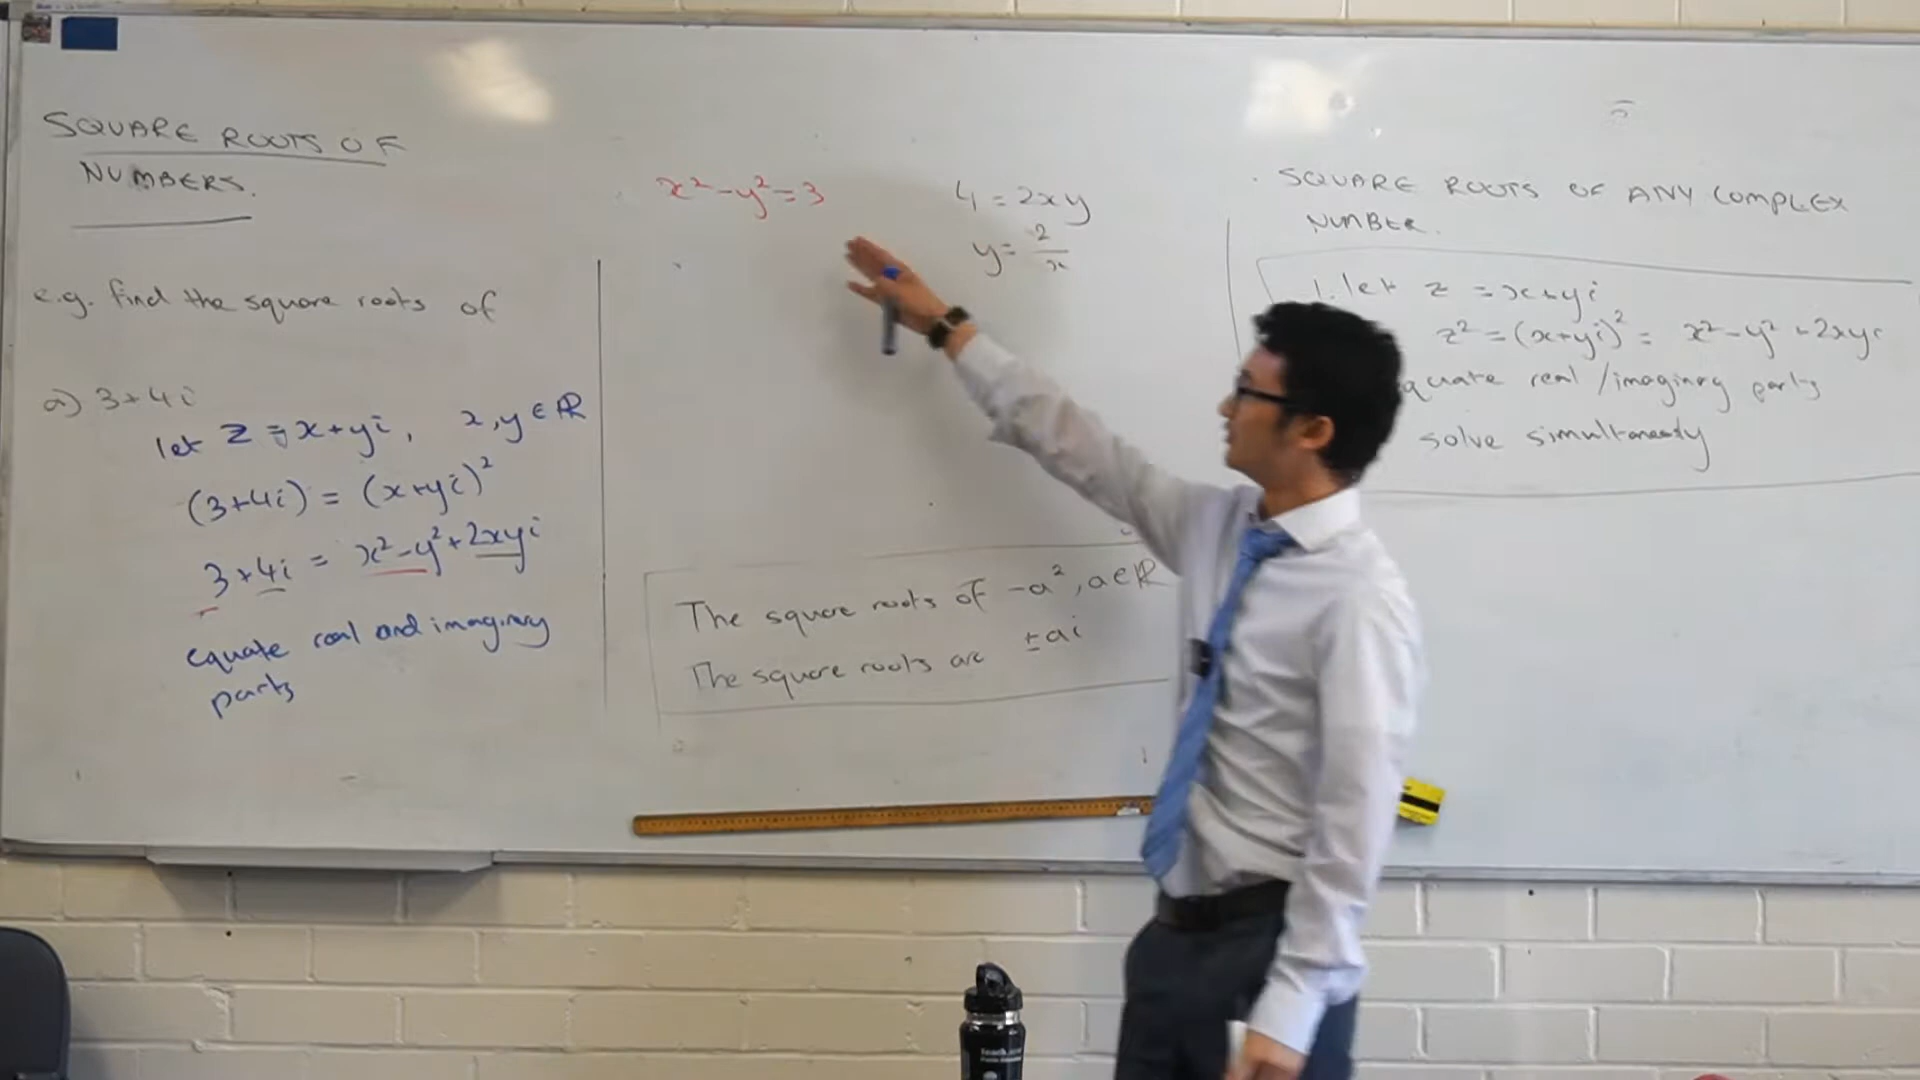 SQUARE ROOTS OF
NUMBERS.
e.g. find the square roots of
a) 3+4i
let z = x+yi, x,y ∈ ℝ
(3+4i) = (x+yi)²
3+4i = x²-y²+2xyi
equate real and imaginary
parts
x²-y²=3
4=2xy
y= 2/x
The square roots of -a², a∈ℝ
The square roots are ±ai
SQUARE ROOTS OF ANY COMPLEX
NUMBER.
1. let z = x+yi
z² = (x+yi)² = x²-y²+2xyi
quate real/imaginary parts
solve simultaneously
teach.nsw